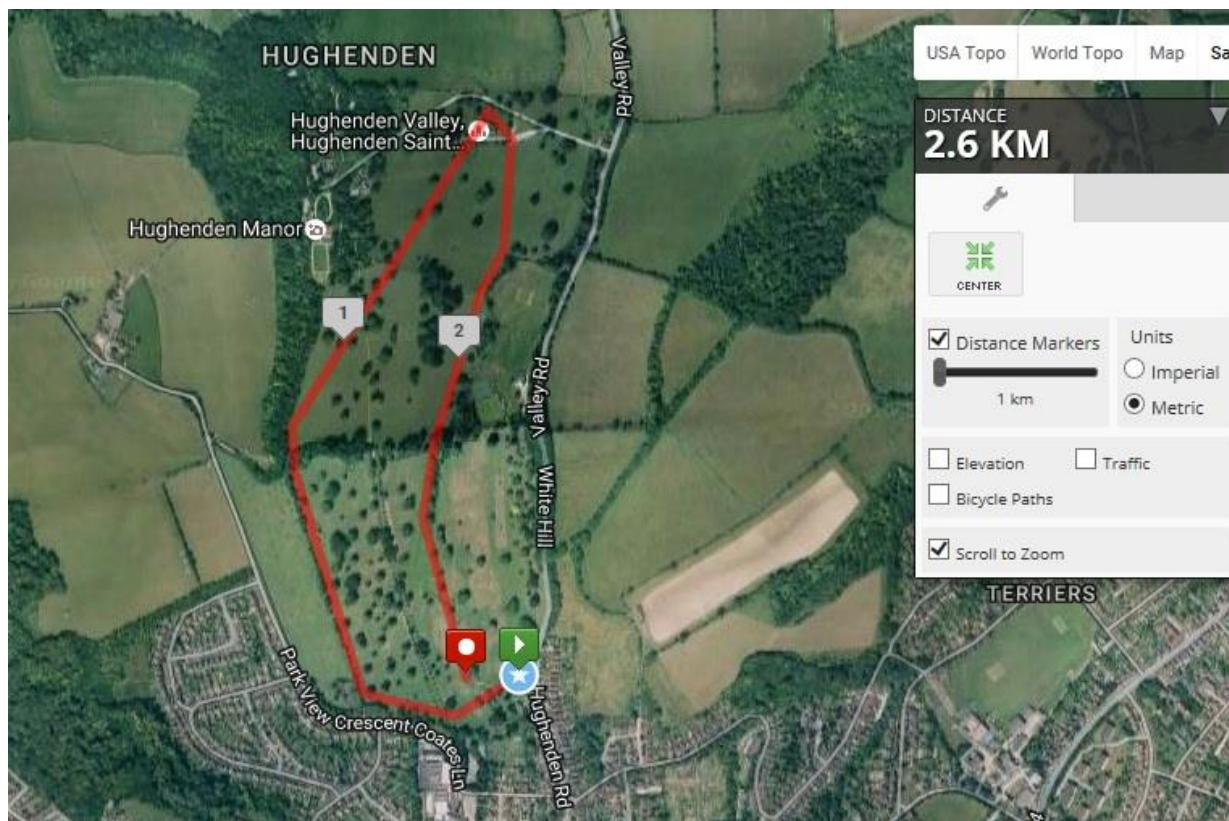 HUGHENDEN
Hughenden Valley,
Hughenden Saint...
Hughenden Manor
1
2
Valley Rd
Valley Rd
White Hill
Hughenden Rd
Park View Crescent Coates Ln
TERRIERS
4
USA Topo World Topo Map Sa
DISTANCE
2.6 KM
CENTER
Distance Markers
1 km
Units
Imperial
Metric
Elevation
Traffic
Bicycle Paths
Scroll to Zoom